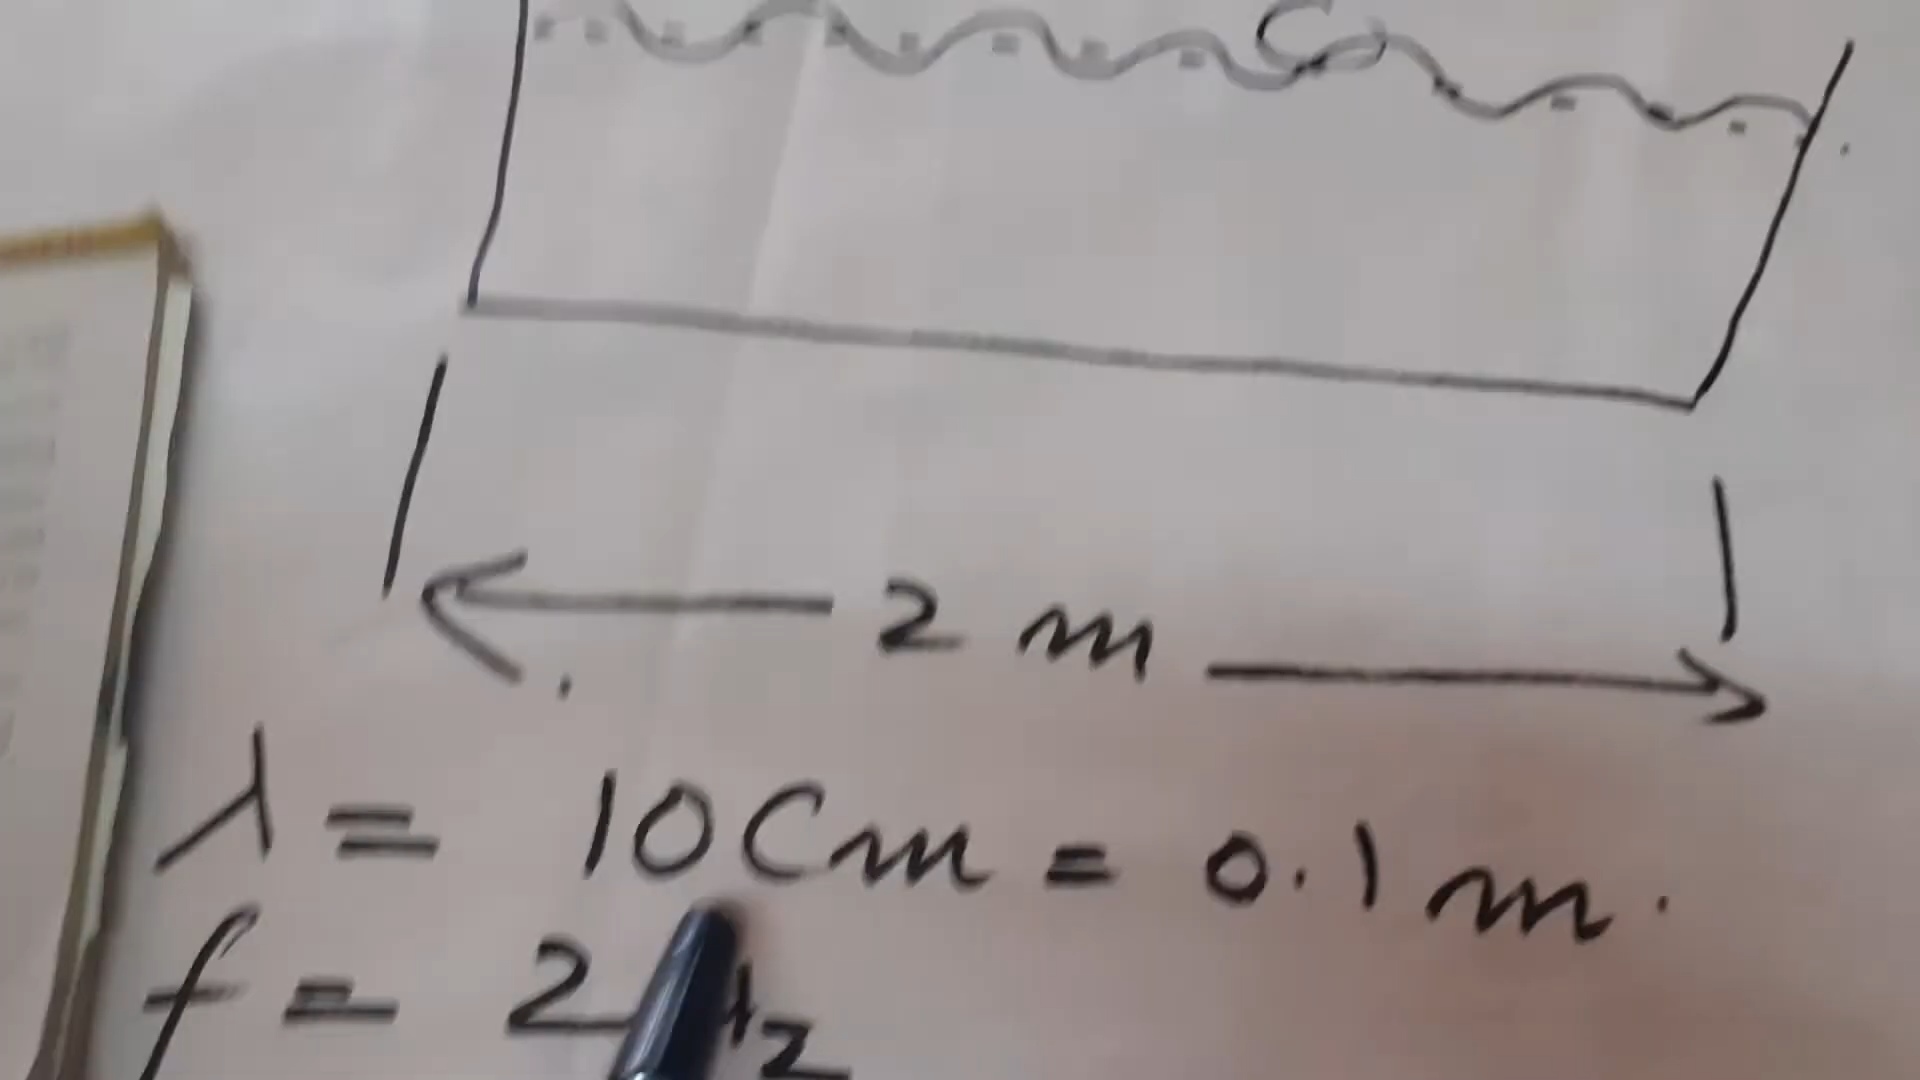 2 m
λ = 10 Cm = 0.1 m.
f = 2 Hz